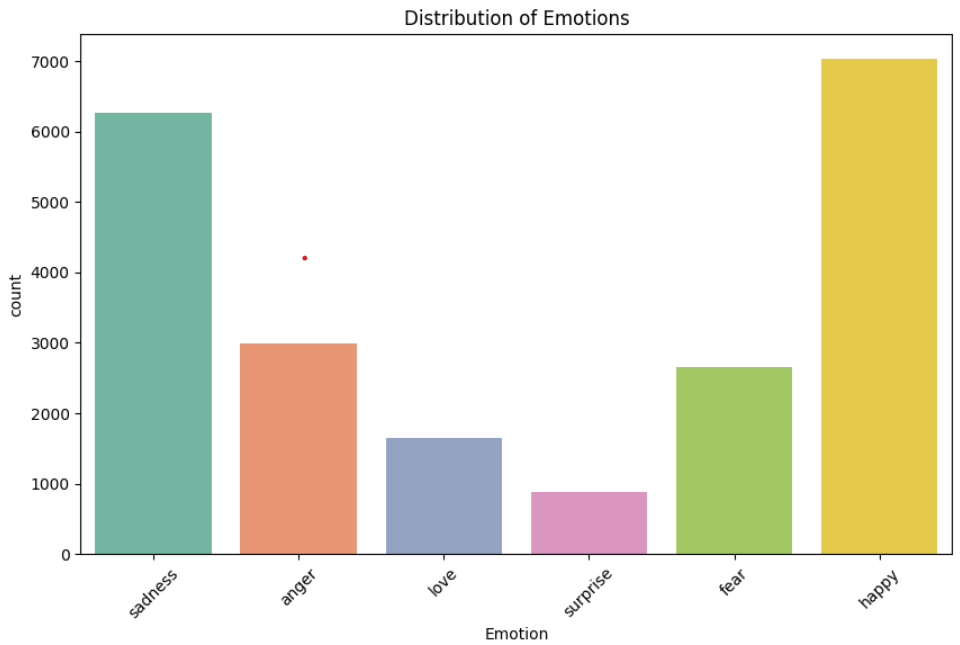 Distribution of Emotions
7000
6000
5000
4000
3000
2000
1000
0
count
sadness
anger
love
surprise
fear
happy
Emotion